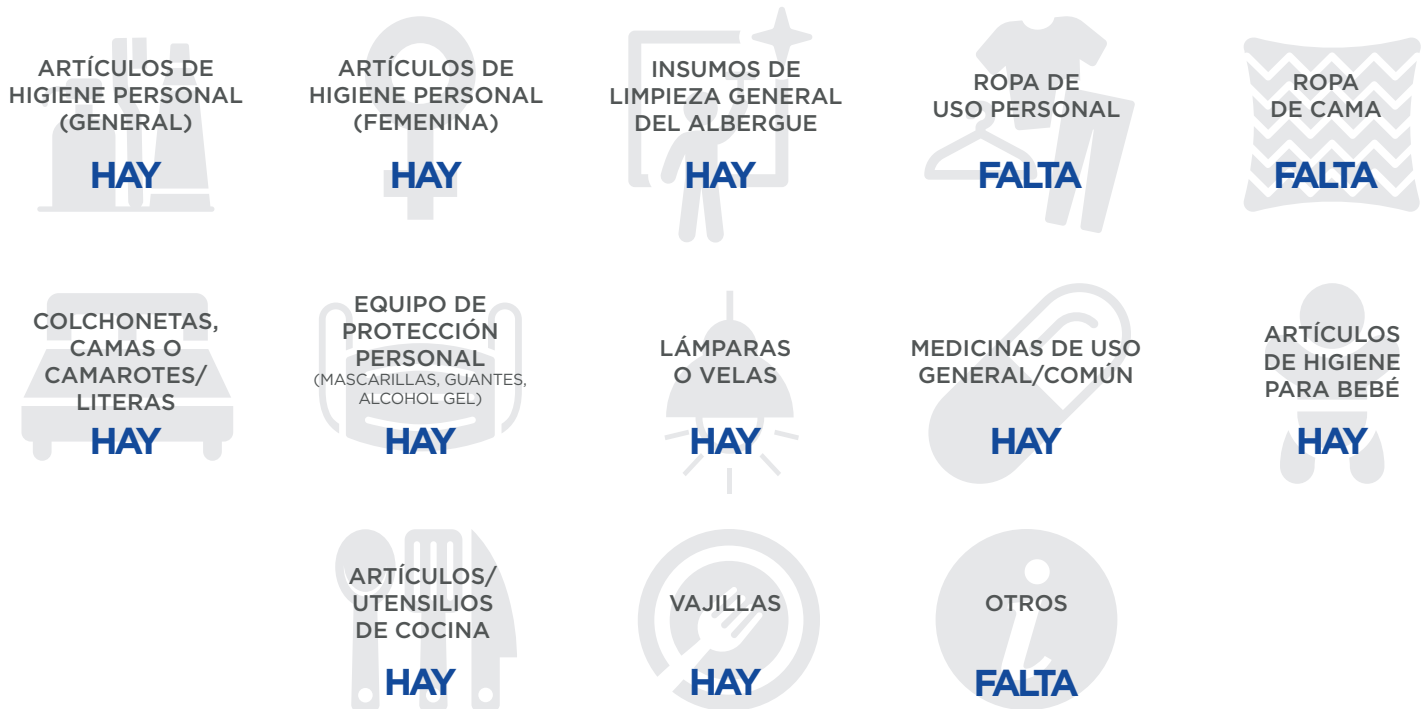 ARTÍCULOS DE
HIGIENE PERSONAL
(GENERAL)
HAY
ARTÍCULOS DE
HIGIENE PERSONAL
(FEMENINA)
HAY
INSUMOS DE
LIMPIEZA GENERAL
DEL ALBERGUE
HAY
ROPA DE
USO PERSONAL
FALTA
ROPA
DE CAMA
FALTA
COLCHONETAS,
CAMAS O
CAMAROTES/
LITERAS
HAY
EQUIPO DE
PROTECCIÓN
PERSONAL
(MASCARILLAS, GUANTES,
ALCOHOL GEL)
HAY
LÁMPARAS
O VELAS
HAY
MEDICINAS DE USO
GENERAL/COMÚN
HAY
ARTÍCULOS
DE HIGIENE
PARA BEBÉ
HAY
ARTÍCULOS/
UTENSILIOS
DE COCINA
HAY
VAJILLAS
HAY
OTROS
FALTA